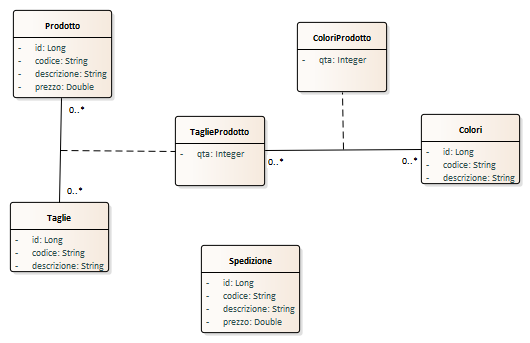 Prodotto
- id: Long
- codice: String
- descrizione: String
- prezzo: Double
0..*
ColoriProdotto
- qta: Integer
TaglieProdotto
- qta: Integer
0..*
0..*
Colori
- id: Long
- codice: String
- descrizione: String
0..*
Taglie
- id: Long
- codice: String
- descrizione: String
Spedizione
- id: Long
- codice: String
- descrizione: String
- prezzo: Double